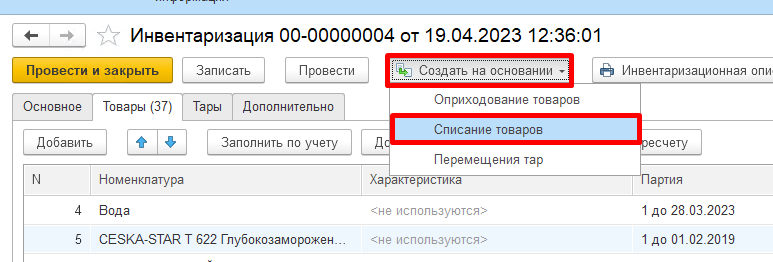 Инвентаризация 00-00000004 от 19.04.2023 12:36:01
Провести и закрыть Записать Провести Создать на основании Инвентаризационная опи
Оприходование товаров
Списание товаров
Перемещения тар
Основное Товары (37) Тары Дополнительно
Добавить Заполнить по учету До ресчету
N Номенклатура Характеристика Партия
4 Вода <не используются> 1 до 28.03.2023
5 CESKA-STAR T 622 Глубокозаморожен... <не используются> 1 до 01.02.2019